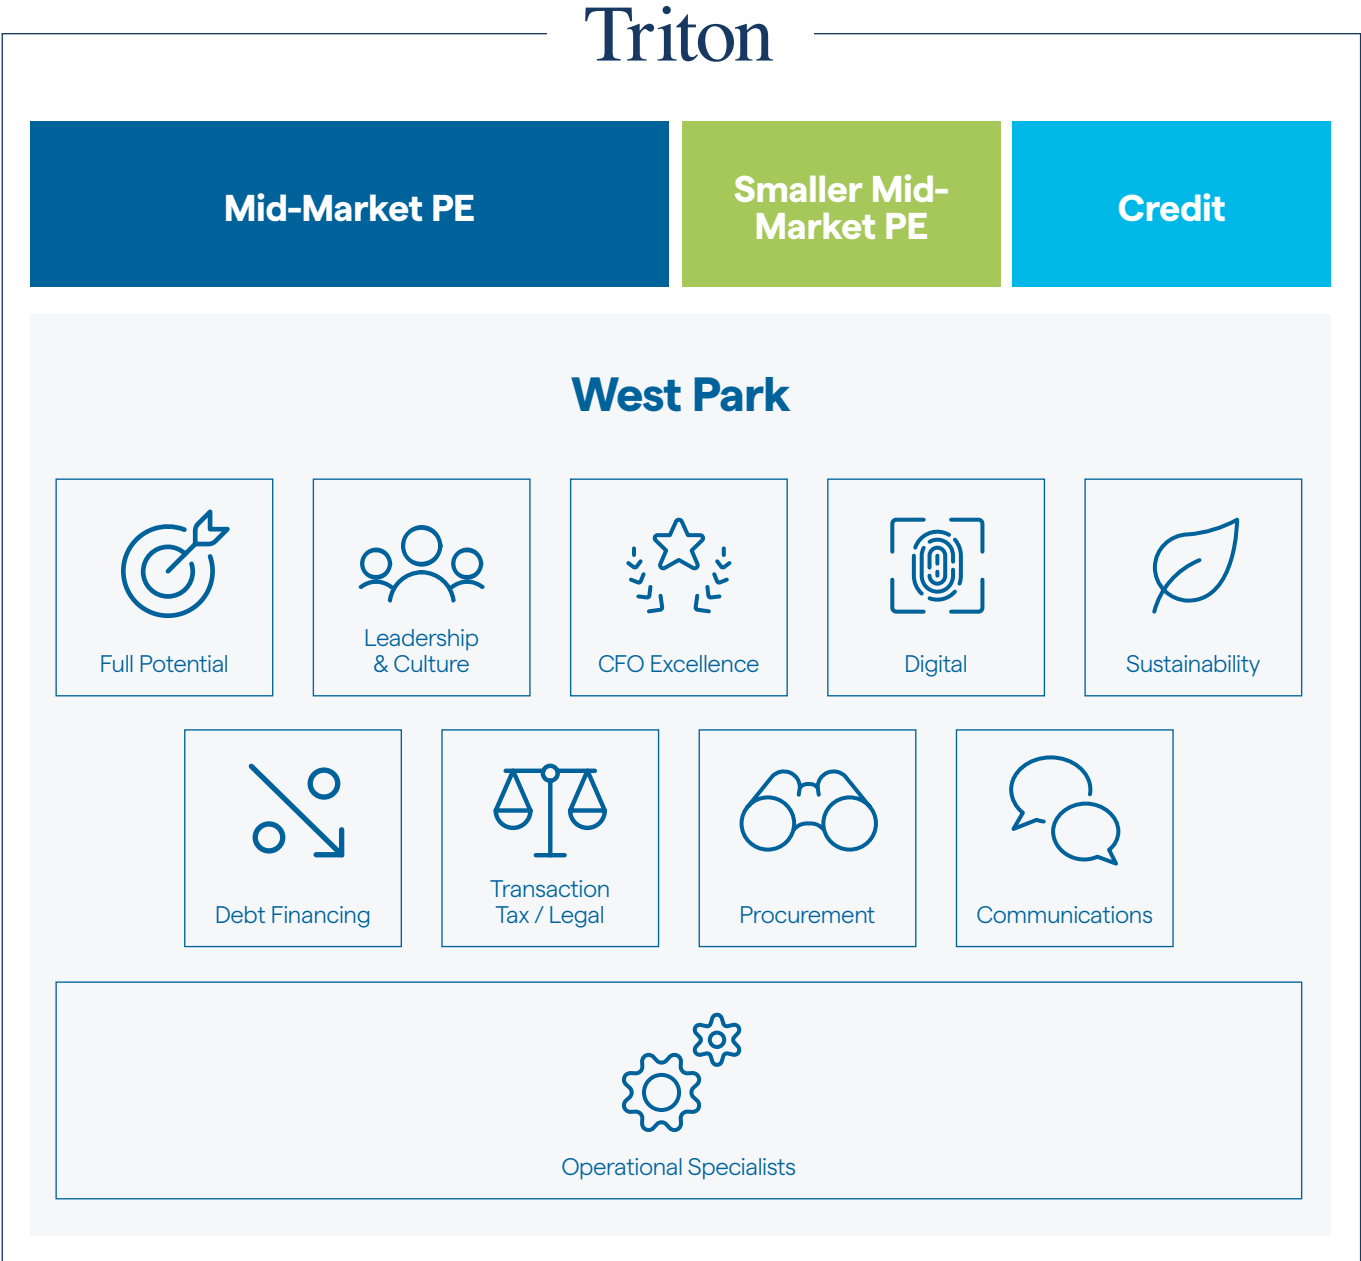 Triton
Mid-Market PE
Smaller Mid-
Market PE
Credit
West Park
Full Potential
Leadership
& Culture
CFO Excellence
Digital
Sustainability
Debt Financing
Transaction
Tax / Legal
Procurement
Communications
Operational Specialists